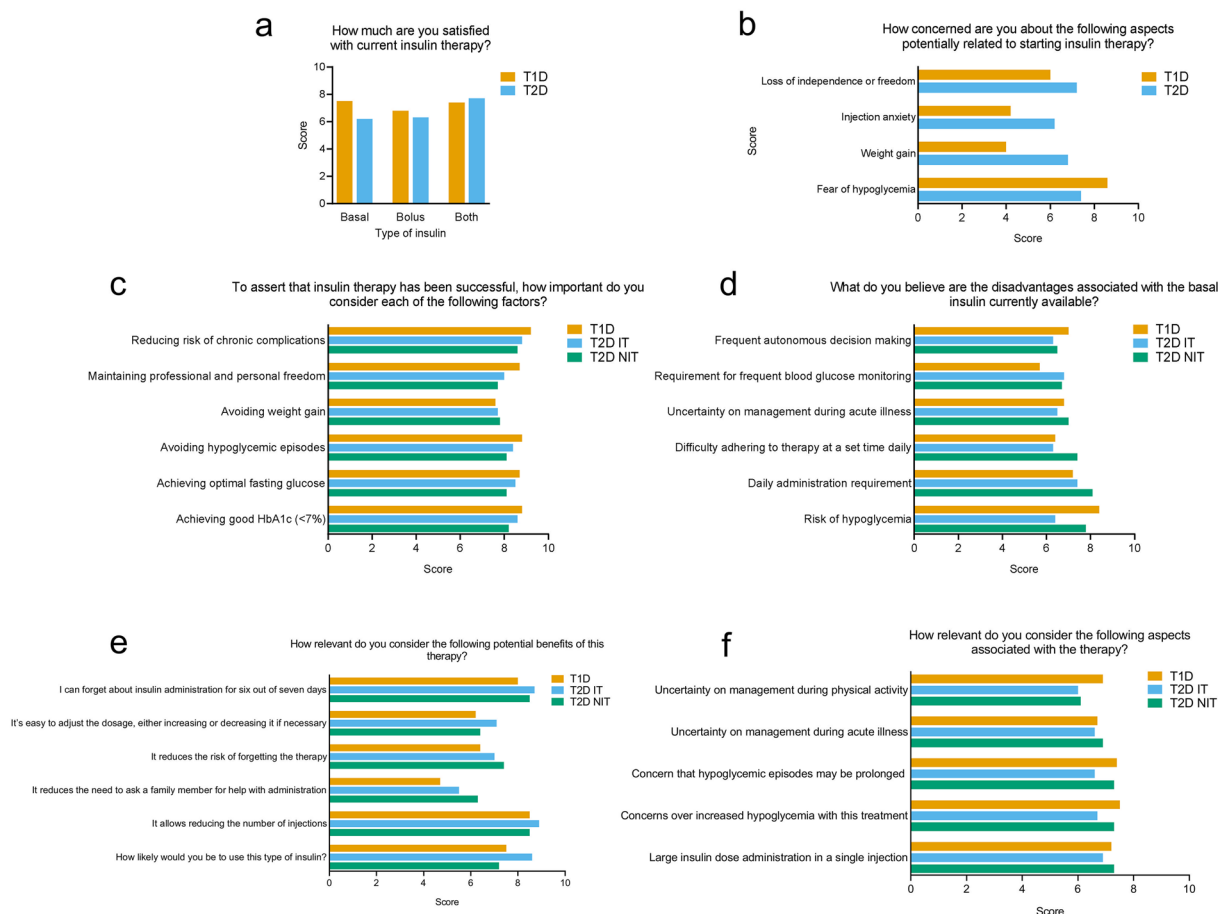 a
How much are you satisfied
with current insulin therapy?
T1D
T2D
Score
10
8
6
4
2
0
Basal Bolus Both
Type of insulin
b
How concerned are you about the following aspects
potentially related to starting insulin therapy?
T1D
T2D
Score
Loss of independence or freedom
Injection anxiety
Weight gain
Fear of hypoglycemia
0 2 4 6 8 10
Score
c
To assert that insulin therapy has been successful, how important do you
consider each of the following factors?
T1D
T2D IT
T2D NIT
Reducing risk of chronic complications
Maintaining professional and personal freedom
Avoiding weight gain
Avoiding hypoglycemic episodes
Achieving optimal fasting glucose
Achieving good HbA1c (<7%)
0 2 4 6 8 10
Score
d
What do you believe are the disadvantages associated with the basal
insulin currently available?
T1D
T2D IT
T2D NIT
Frequent autonomous decision making
Requirement for frequent blood glucose monitoring
Uncertainty on management during acute illness
Difficulty adhering to therapy at a set time daily
Daily administration requirement
Risk of hypoglycemia
0 2 4 6 8 10
Score
e
How relevant do you consider the following potential benefits of this
therapy?
T1D
T2D IT
T2D NIT
I can forget about insulin administration for six out of seven days
It's easy to adjust the dosage, either increasing or decreasing it if necessary
It reduces the risk of forgetting the therapy
It reduces the need to ask a family member for help with administration
It allows reducing the number of injections
How likely would you be to use this type of insulin?
0 2 4 6 8 10
Score
f
How relevant do you consider the following aspects
associated with the therapy?
T1D
T2D IT
T2D NIT
Uncertainty on management during physical activity
Uncertainty on management during acute illness
Concern that hypoglycemic episodes may be prolonged
Concerns over increased hypoglycemia with this treatment
Large insulin dose administration in a single injection
0 2 4 6 8 10
Score